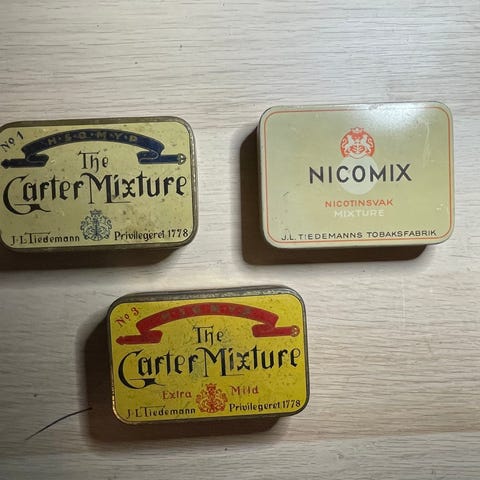 No 1
H·S·O·M·Y·P
The
Carter Mixture
J·L·Tiedemann Privilegeret 1778
NICOMIX
NICOTINSVAK
MIXTURE
J.L. TIEDEMANNS TOBAKSFABRIK
No 3
The
Carter Mixture
Extra Mild
J·L·Tiedemann Privilegeret 1778